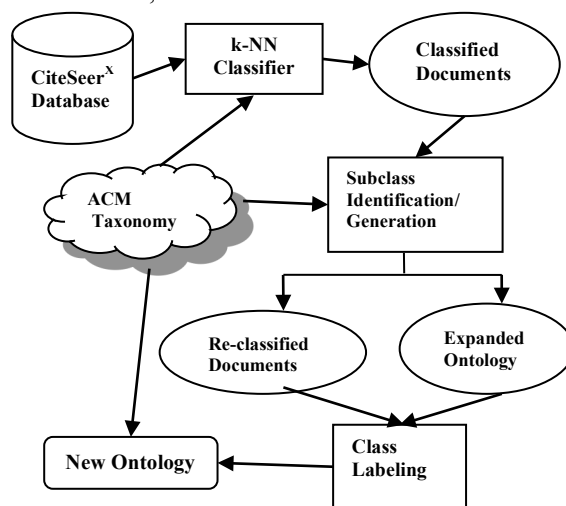 k-NN
Classifier
Classified
Documents
CiteSeerˣ
Database
ACM
Taxonomy
Subclass
Identification/
Generation
Re-classified
Documents
Expanded
Ontology
New Ontology
Class
Labeling